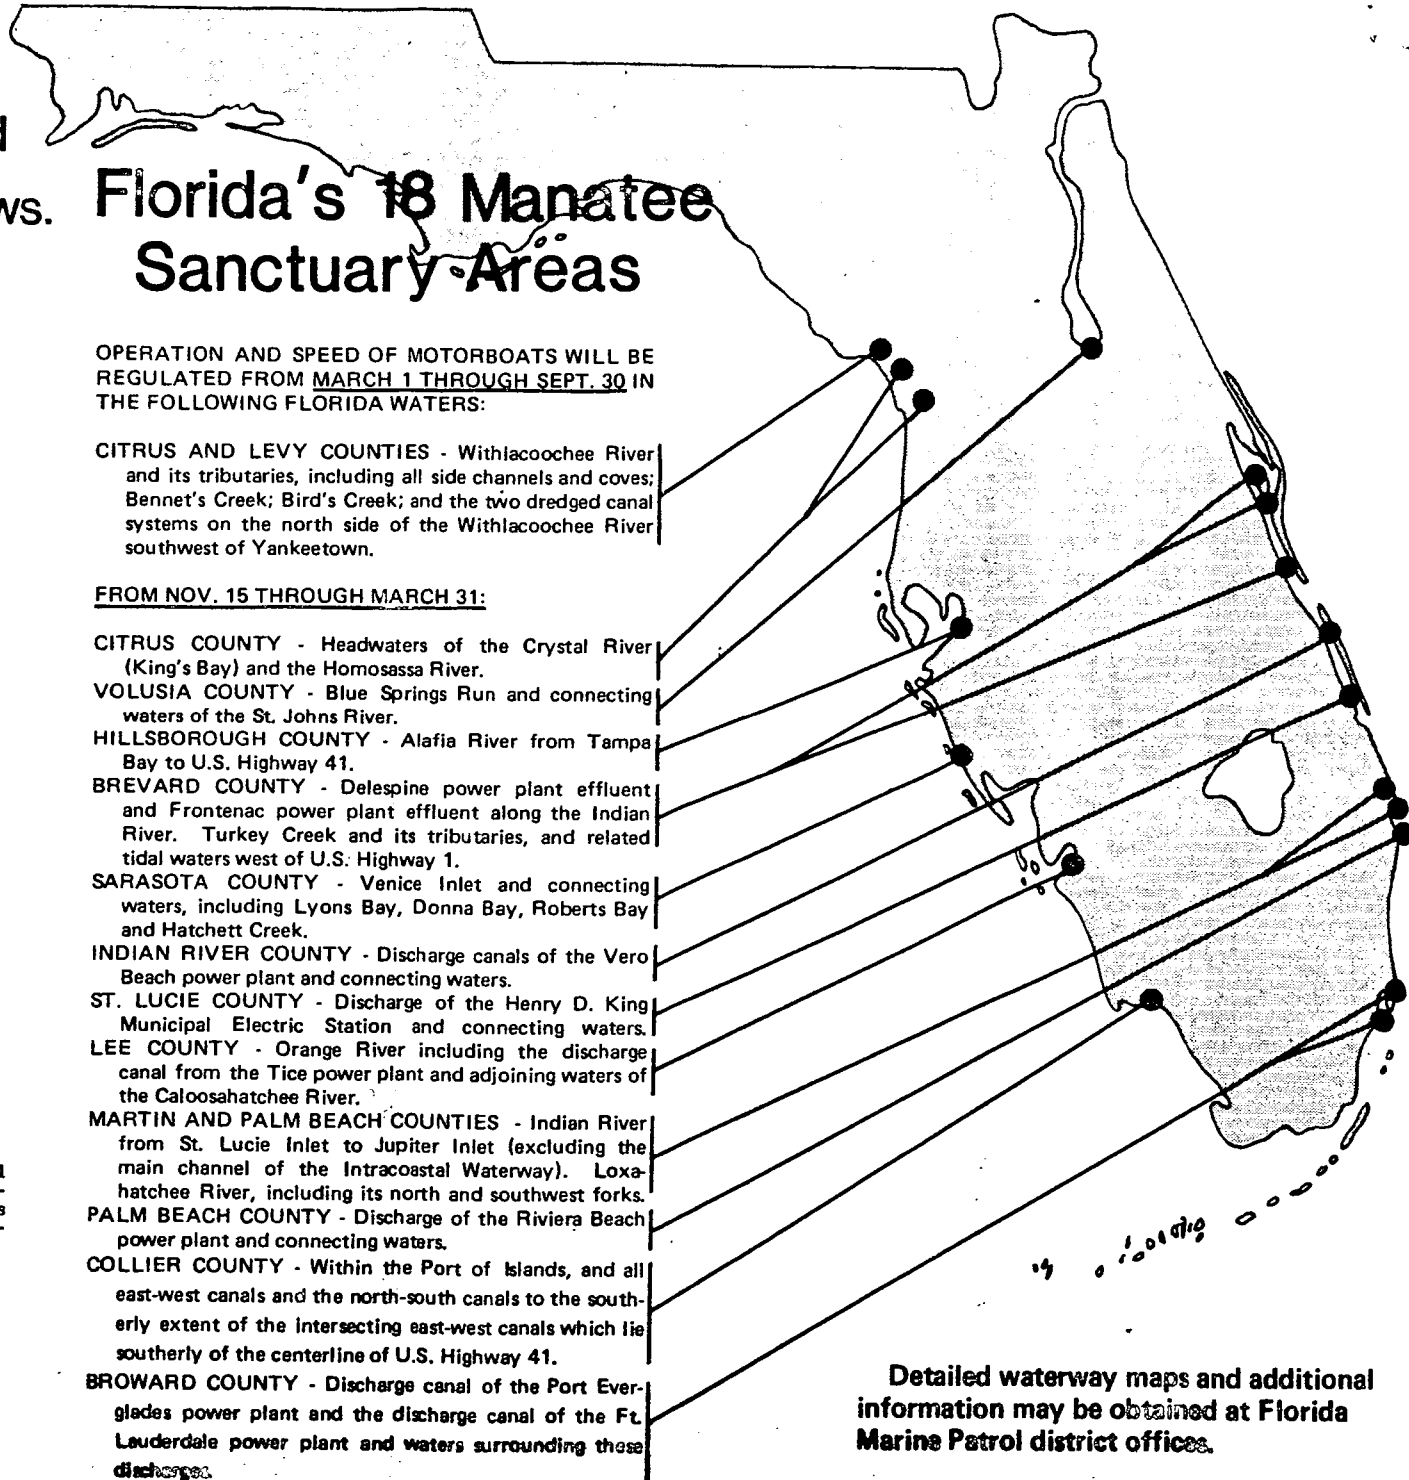 Florida's 18 Manatee
Sanctuary Areas
ws.
OPERATION AND SPEED OF MOTORBOATS WILL BE
REGULATED FROM MARCH 1 THROUGH SEPT. 30 IN
THE FOLLOWING FLORIDA WATERS:
CITRUS AND LEVY COUNTIES - Withlacoochee River
and its tributaries, including all side channels and coves;
Bennet's Creek; Bird's Creek; and the two dredged canal
systems on the north side of the Withlacoochee River
southwest of Yankeetown.
FROM NOV. 15 THROUGH MARCH 31:
CITRUS COUNTY - Headwaters of the Crystal River
(King's Bay) and the Homosassa River.
VOLUSIA COUNTY - Blue Springs Run and connecting
waters of the St. Johns River.
HILLSBOROUGH COUNTY - Alafia River from Tampa
Bay to U.S. Highway 41.
BREVARD COUNTY - Delespine power plant effluent
and Frontenac power plant effluent along the Indian
River. Turkey Creek and its tributaries, and related
tidal waters west of U.S. Highway 1.
SARASOTA COUNTY - Venice Inlet and connecting
waters, including Lyons Bay, Donna Bay, Roberts Bay
and Hatchett Creek.
INDIAN RIVER COUNTY - Discharge canals of the Vero
Beach power plant and connecting waters.
ST. LUCIE COUNTY - Discharge of the Henry D. King
Municipal Electric Station and connecting waters.
LEE COUNTY - Orange River including the discharge
canal from the Tice power plant and adjoining waters of
the Caloosahatchee River.
MARTIN AND PALM BEACH COUNTIES - Indian River
from St. Lucie Inlet to Jupiter Inlet (excluding the
main channel of the Intracoastal Waterway). Loxa-
hatchee River, including its north and southwest forks.
PALM BEACH COUNTY - Discharge of the Riviera Beach
power plant and connecting waters.
COLLIER COUNTY - Within the Port of Islands, and all
east-west canals and the north-south canals to the south-
erly extent of the intersecting east-west canals which lie
southerly of the centerline of U.S. Highway 41.
BROWARD COUNTY - Discharge canal of the Port Ever-
glades power plant and the discharge canal of the Ft.
Lauderdale power plant and waters surrounding these
discharges.
Detailed waterway maps and additional
information may be obtained at Florida
Marine Patrol district offices.